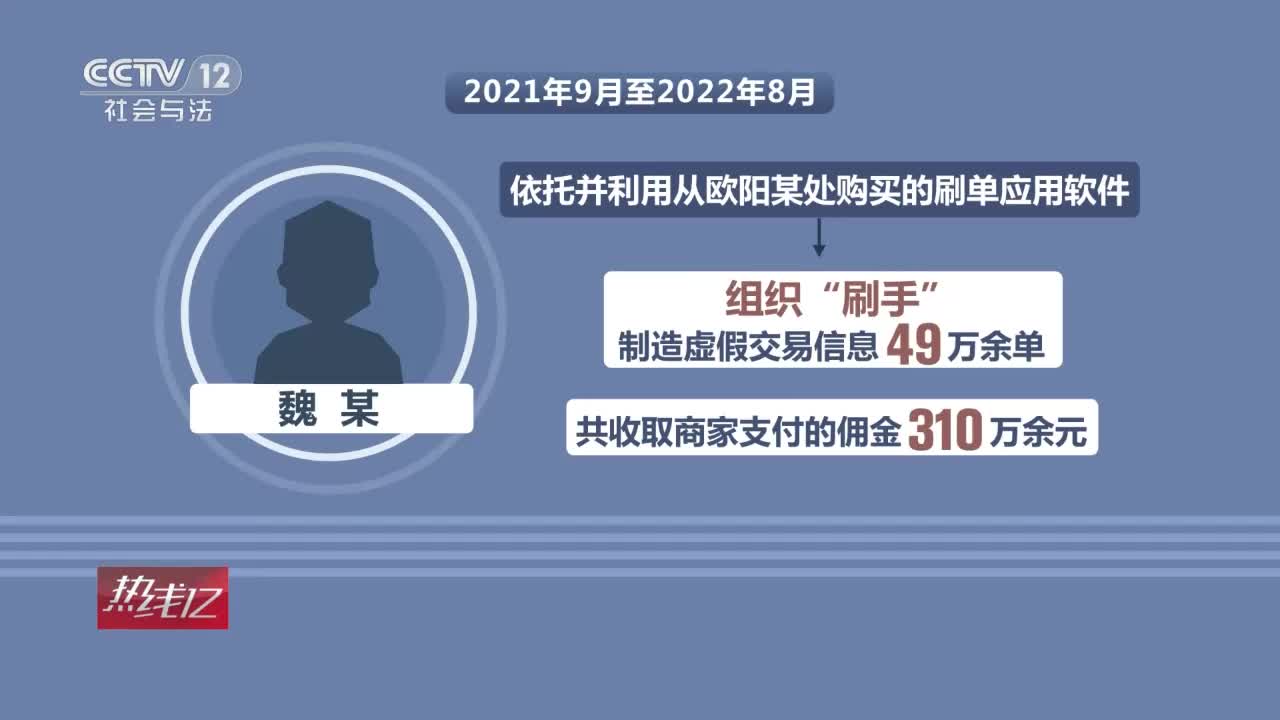 CCTV 12
社会与法
2021年9月至2022年8月
依托并利用从欧阳某处购买的刷单应用软件
组织“刷手”
制造虚假交易信息49万余单
魏 某
共收取商家支付的佣金310万余元
热线12